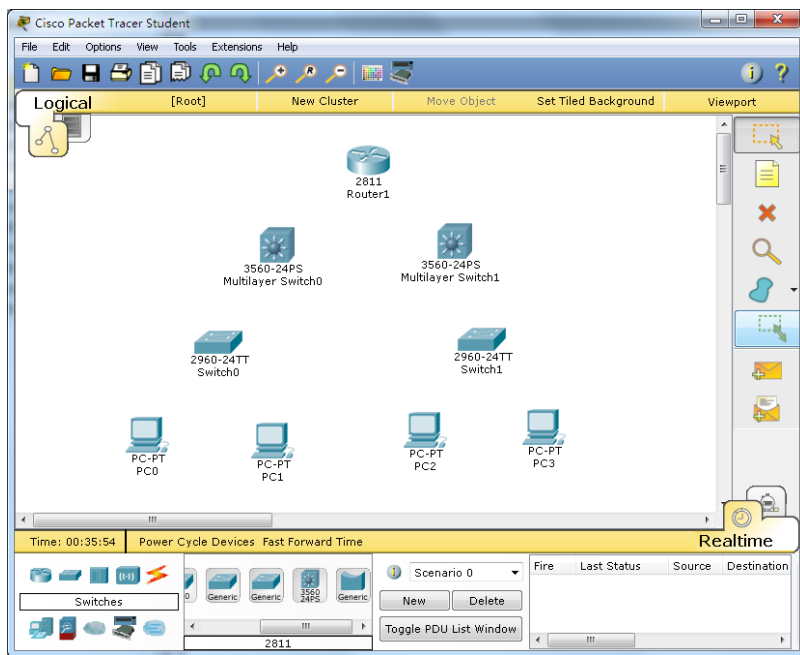 Cisco Packet Tracer Student
File Edit Options View Tools Extensions Help
Logical [Root] New Cluster Move Object Set Tiled Background Viewport
2811
Router1
3560-24PS
Multilayer Switch0
3560-24PS
Multilayer Switch1
2960-24TT
Switch0
2960-24TT
Switch1
PC-PT
PC0
PC-PT
PC1
PC-PT
PC2
PC-PT
PC3
Time: 00:35:54 Power Cycle Devices Fast Forward Time Realtime
Switches
Generic Generic 3560 24PS Generic
2811
Scenario 0
New Delete
Toggle PDU List Window
Fire Last Status Source Destination